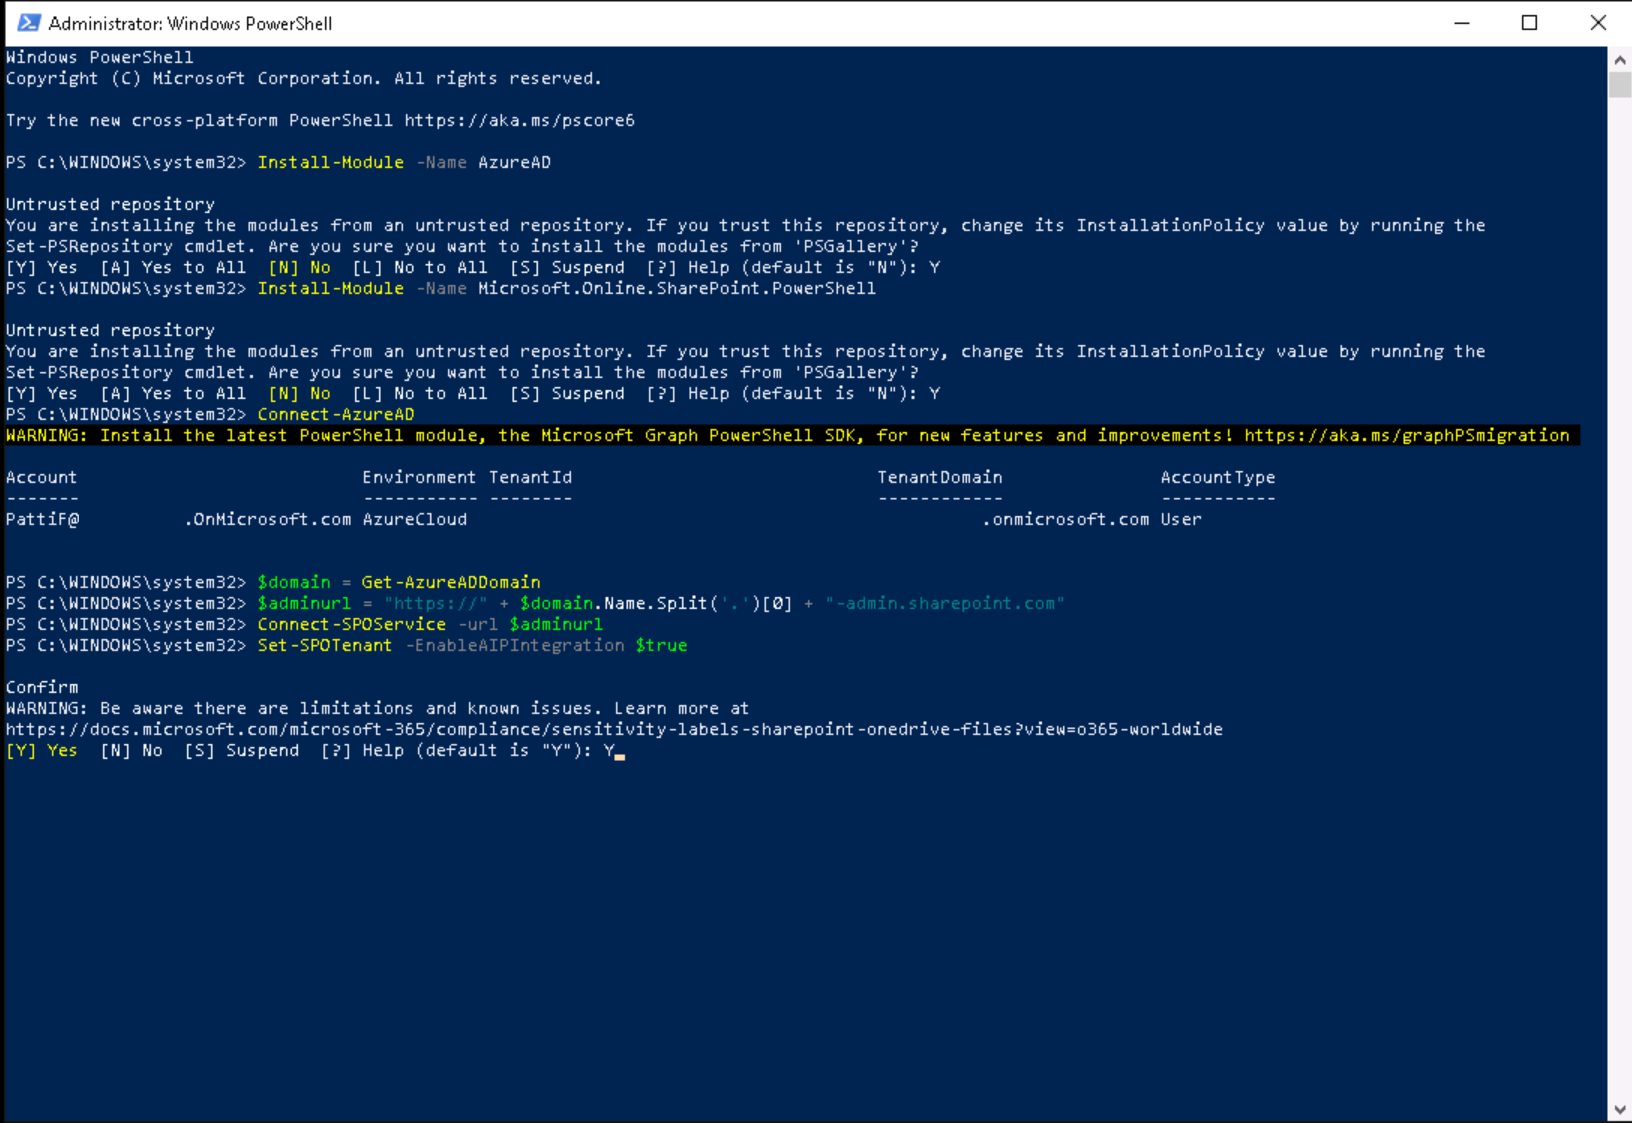 Administrator: Windows PowerShell
Windows PowerShell
Copyright (C) Microsoft Corporation. All rights reserved.
Try the new cross-platform PowerShell https://aka.ms/pscore6
PS C:\WINDOWS\system32> Install-Module -Name AzureAD
Untrusted repository
You are installing the modules from an untrusted repository. If you trust this repository, change its InstallationPolicy value by running the
Set-PSRepository cmdlet. Are you sure you want to install the modules from 'PSGallery'?
[Y] Yes  [A] Yes to All  [N] No  [L] No to All  [S] Suspend  [?] Help (default is "N"): Y
PS C:\WINDOWS\system32> Install-Module -Name Microsoft.Online.SharePoint.PowerShell
Untrusted repository
You are installing the modules from an untrusted repository. If you trust this repository, change its InstallationPolicy value by running the
Set-PSRepository cmdlet. Are you sure you want to install the modules from 'PSGallery'?
[Y] Yes  [A] Yes to All  [N] No  [L] No to All  [S] Suspend  [?] Help (default is "N"): Y
PS C:\WINDOWS\system32> Connect-AzureAD
WARNING: Install the latest PowerShell module, the Microsoft Graph PowerShell SDK, for new features and improvements! https://aka.ms/graphPSmigration
Account Environment TenantId TenantDomain AccountType
------- ----------- -------- ------------ -----------
PattiF@ .OnMicrosoft.com AzureCloud .onmicrosoft.com User
PS C:\WINDOWS\system32> $domain = Get-AzureADDomain
PS C:\WINDOWS\system32> $adminurl = "https://" + $domain.Name.Split('.')[0] + "-admin.sharepoint.com"
PS C:\WINDOWS\system32> Connect-SPOService -url $adminurl
PS C:\WINDOWS\system32> Set-SPOTenant -EnableAIPIntegration $true
Confirm
WARNING: Be aware there are limitations and known issues. Learn more at
https://docs.microsoft.com/microsoft-365/compliance/sensitivity-labels-sharepoint-onedrive-files?view=o365-worldwide
[Y] Yes  [N] No  [S] Suspend  [?] Help (default is "Y"): Y